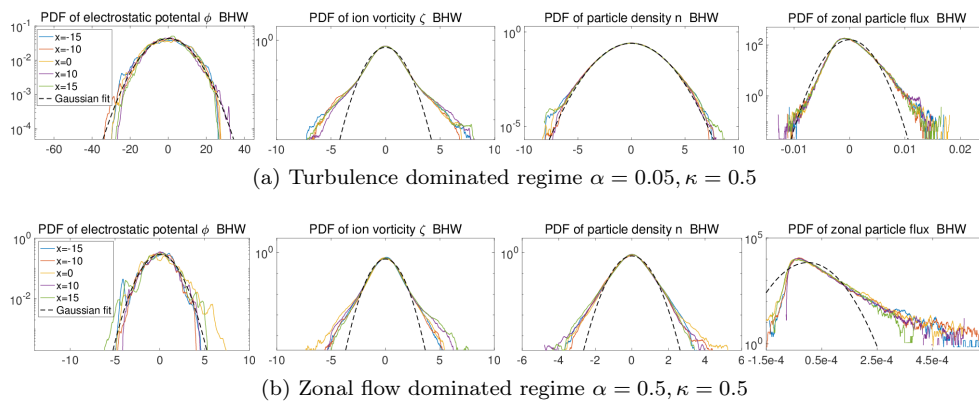 PDF of electrostatic potential ϕ BHW
PDF of ion vorticity ζ BHW
PDF of particle density n BHW
PDF of zonal particle flux BHW
10^-1
10^-2
10^-3
10^-4
x=-15
x=-10
x=0
x=10
x=15
Gaussian fit
-60 -40 -20 0 20 40
10^0
-10 -5 0 5 10
10^0
10^-5
-10 -5 0 5 10
10^2
10^0
-0.01 0 0.01 0.02
(a) Turbulence dominated regime α = 0.05, κ = 0.5
PDF of electrostatic potential ϕ BHW
PDF of ion vorticity ζ BHW
PDF of particle density n BHW
PDF of zonal particle flux BHW
10^0
10^-2
x=-15
x=-10
x=0
x=10
x=15
Gaussian fit
-10 -5 0 5 10
10^0
-10 -5 0 5 10
10^0
-6 -4 -2 0 2 4 6
10^5
10^0
-1.5e-4 0.5e-4 2.5e-4 4.5e-4
(b) Zonal flow dominated regime α = 0.5, κ = 0.5